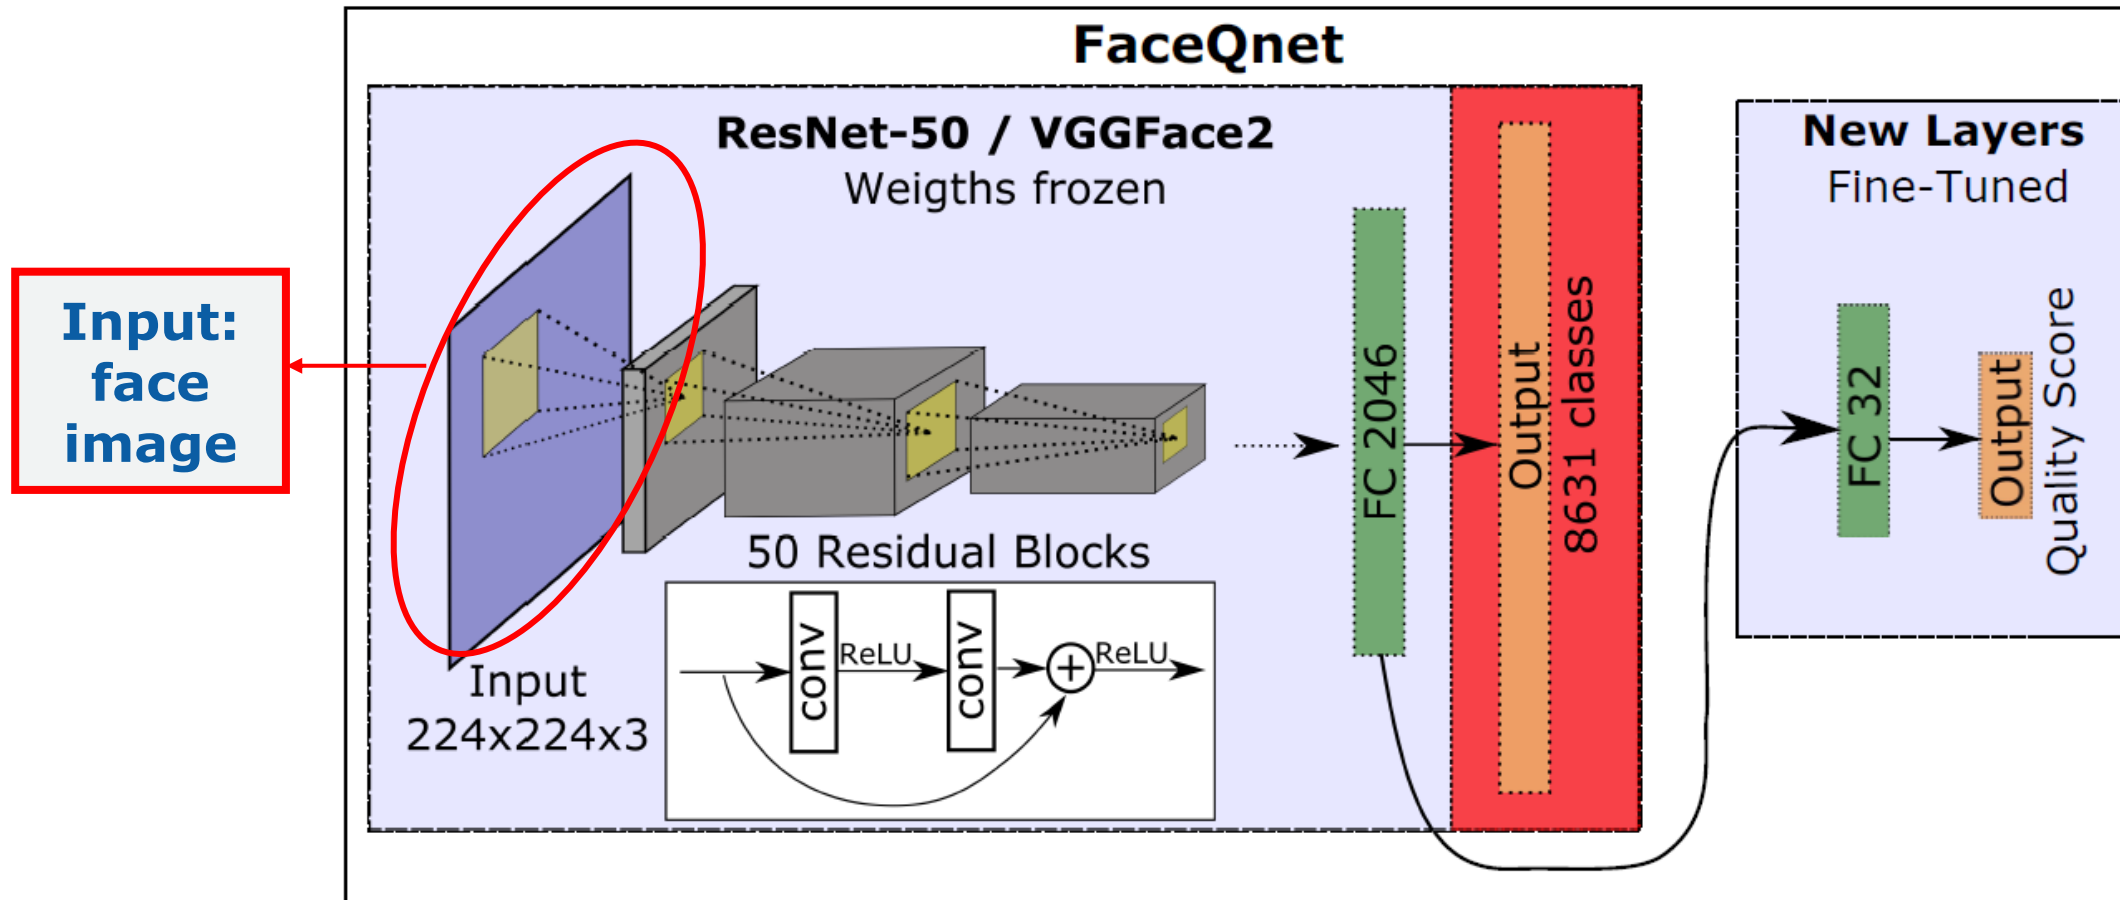 FaceQnet
Input:
face
image
ResNet-50 / VGGFace2
Weigths frozen
Input
224x224x3
50 Residual Blocks
conv
ReLU
conv
+
ReLU
FC 2046
Output
8631 classes
New Layers
Fine-Tuned
FC 32
Output
Quality Score